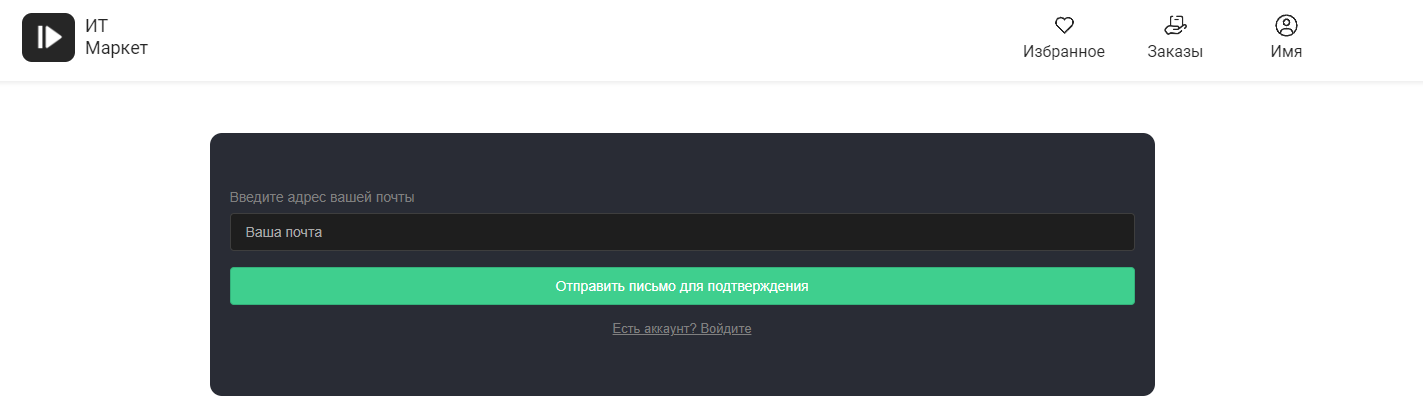 ИТ
Маркет
Избранное
Заказы
Имя
Введите адрес вашей почты
Ваша почта
Отправить письмо для подтверждения
Есть аккаунт? Войдите